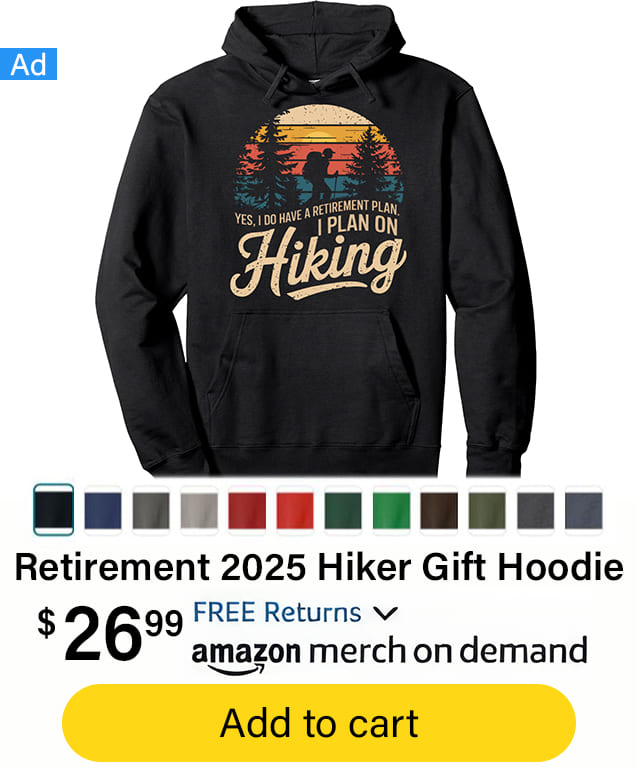 Ad
YES, I DO HAVE A RETIREMENT PLAN.
I PLAN ON
Hiking
Retirement 2025 Hiker Gift Hoodie
$26.99
FREE Returns
amazon merch on demand
Add to cart